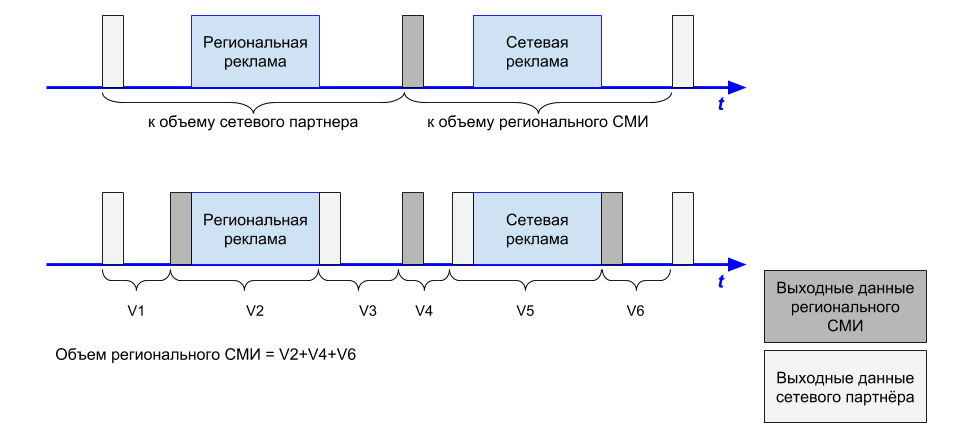 Региональная
реклама
Сетевая
реклама
t
к объему сетевого партнера
к объему регионального СМИ
Региональная
реклама
Сетевая
реклама
t
V1
V2
V3
V4
V5
V6
Выходные данные
регионального
СМИ
Объем регионального СМИ = V2+V4+V6
Выходные данные
сетевого партнёра